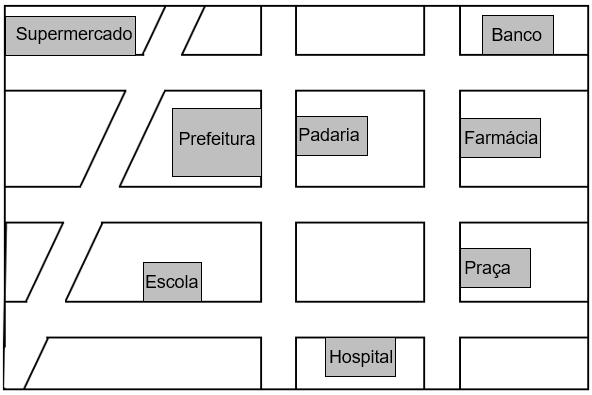 Supermercado
Banco
Prefeitura
Padaria
Farmácia
Escola
Praça
Hospital